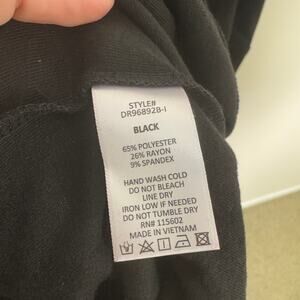 STYLE#
DR96892B-I
BLACK
65% POLYESTER
26% RAYON
9% SPANDEX
HAND WASH COLD
DO NOT BLEACH
LINE DRY
IRON LOW IF NEEDED
DO NOT TUMBLE DRY
RN# 115602
MADE IN VIETNAM